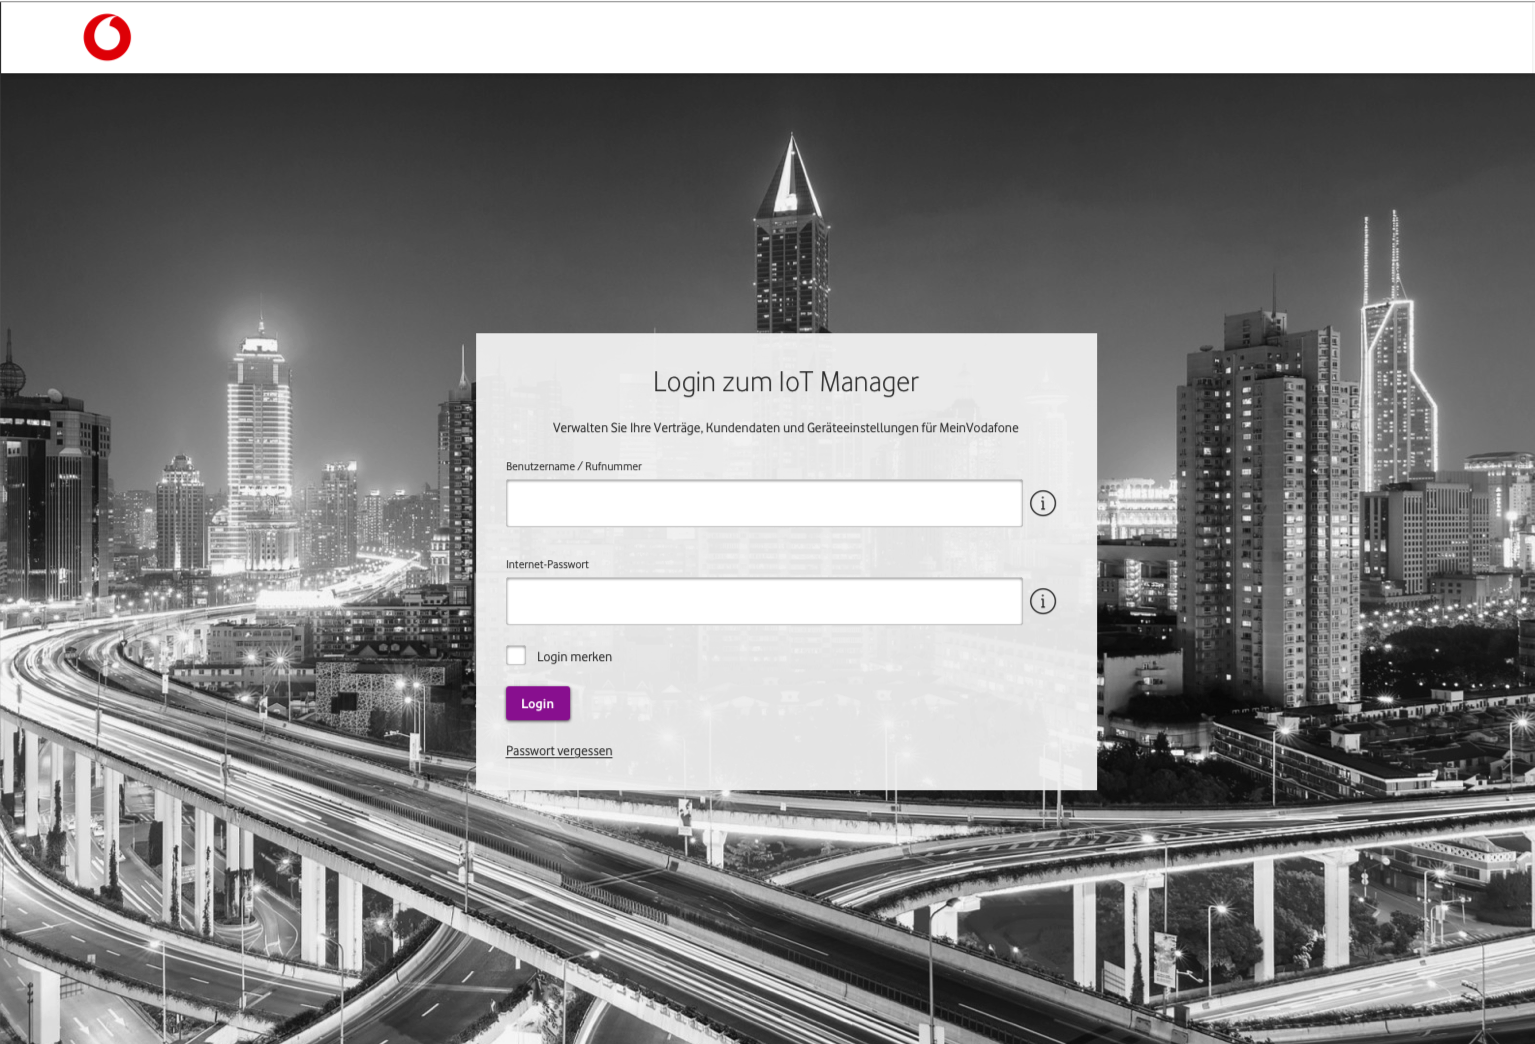 Login zum IoT Manager
Verwalten Sie Ihre Verträge, Kundendaten und Geräteeinstellungen für MeinVodafone
Benutzername / Rufnummer
Internet-Passwort
Login merken
Login
Passwort vergessen